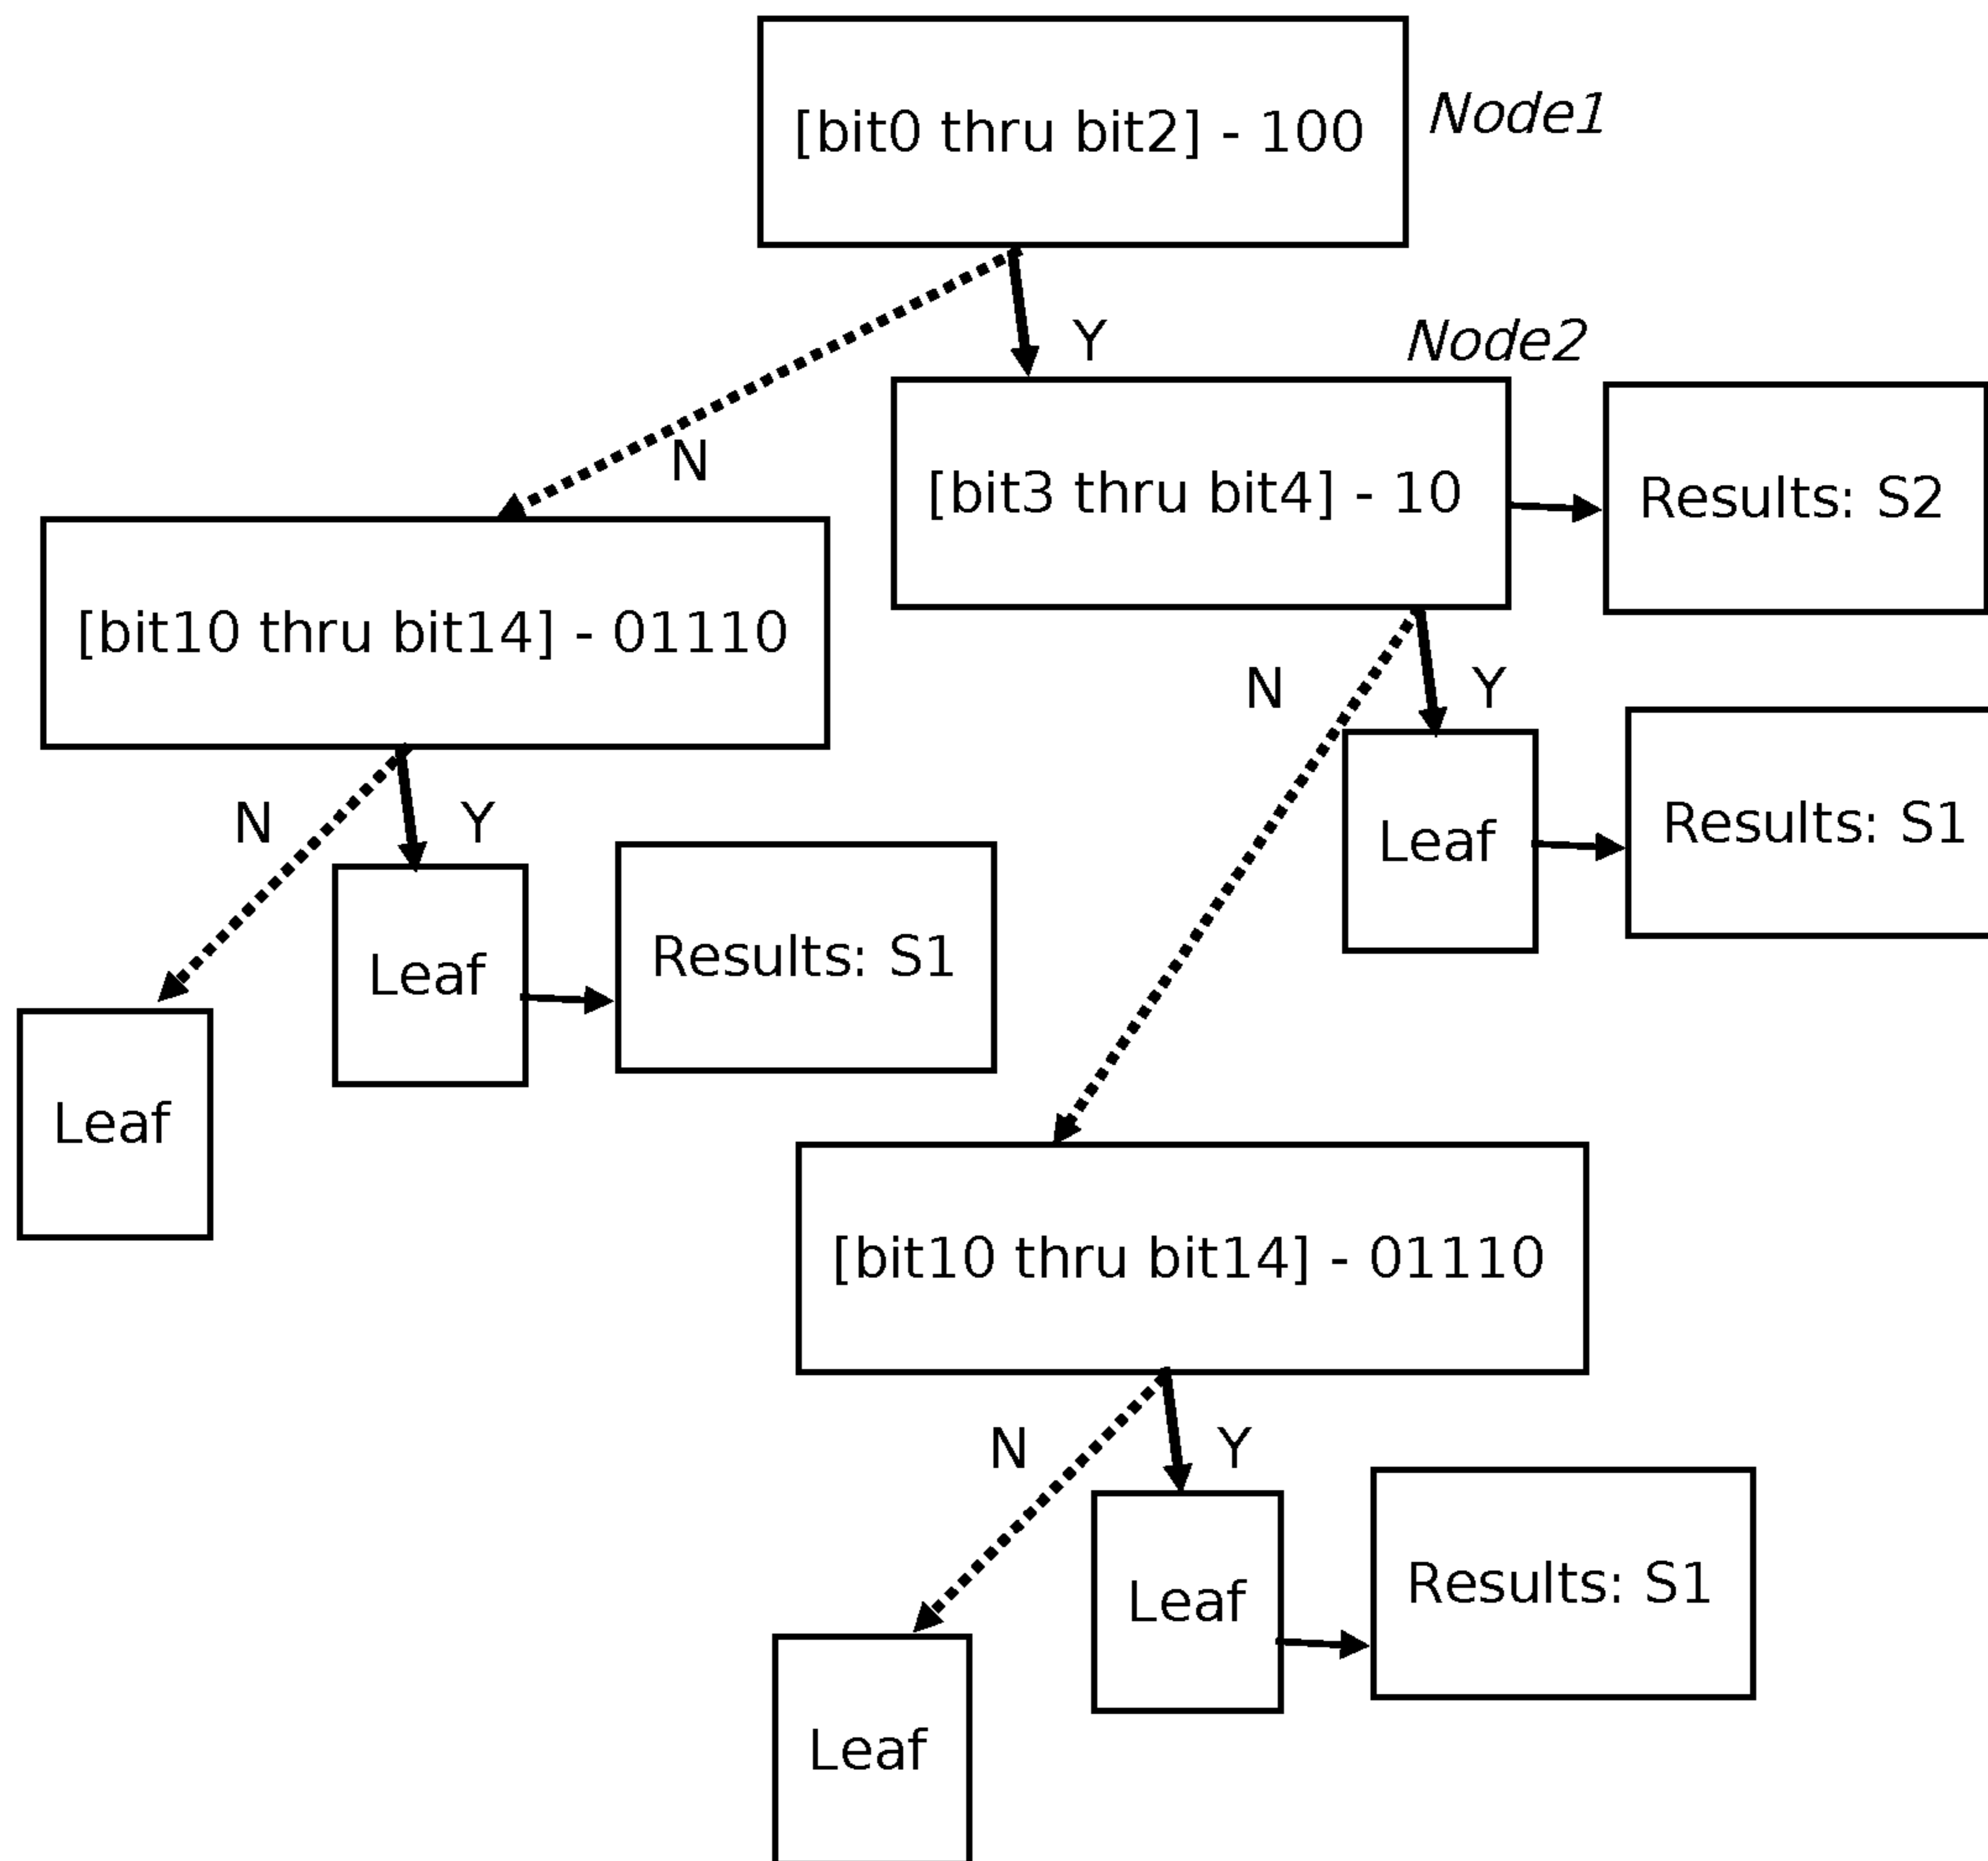 [bit0 thru bit2] - 100
Node1
Y
Node2
N
[bit3 thru bit4] - 10
Results: S2
[bit10 thru bit14] - 01110
N
Y
N
Y
Leaf
Results: S1
Leaf
Results: S1
Leaf
[bit10 thru bit14] - 01110
N
Y
Leaf
Results: S1
Leaf